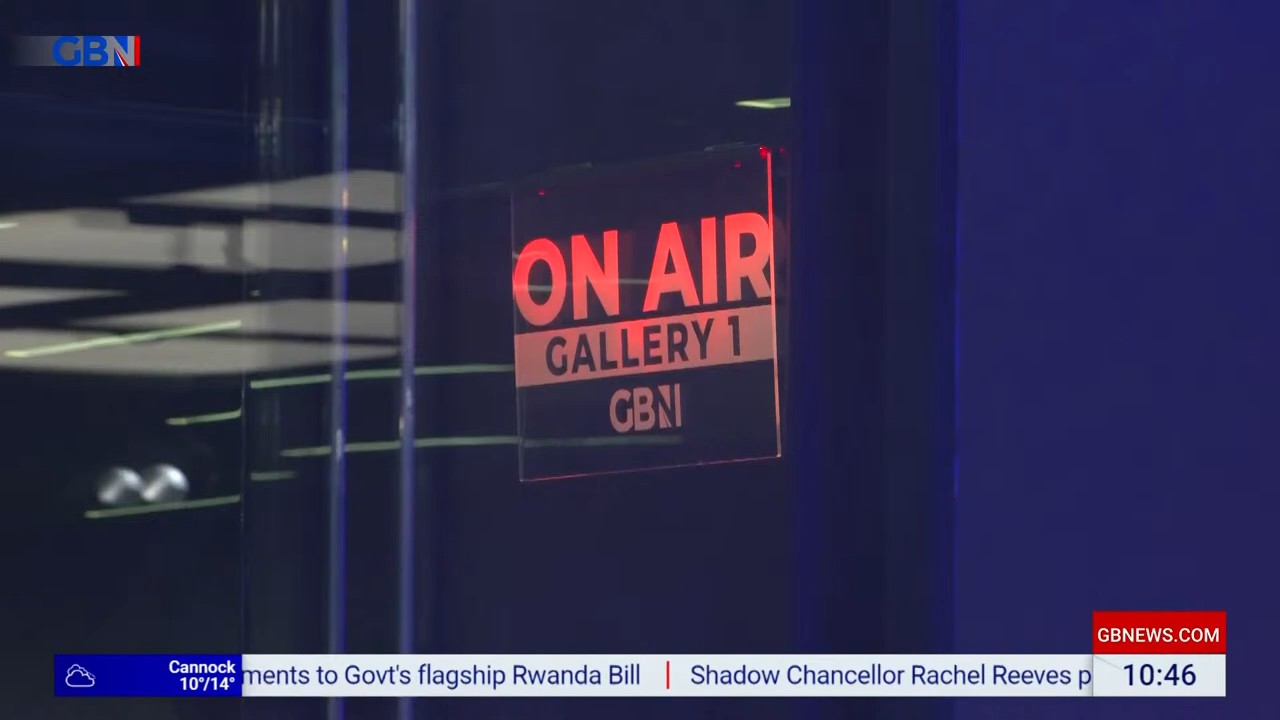 GBN
ON AIR
GALLERY 1
GBN
GBNEWS.COM
Cannock
10°/14°
ments to Govt's flagship Rwanda Bill | Shadow Chancellor Rachel Reeves p
10:46